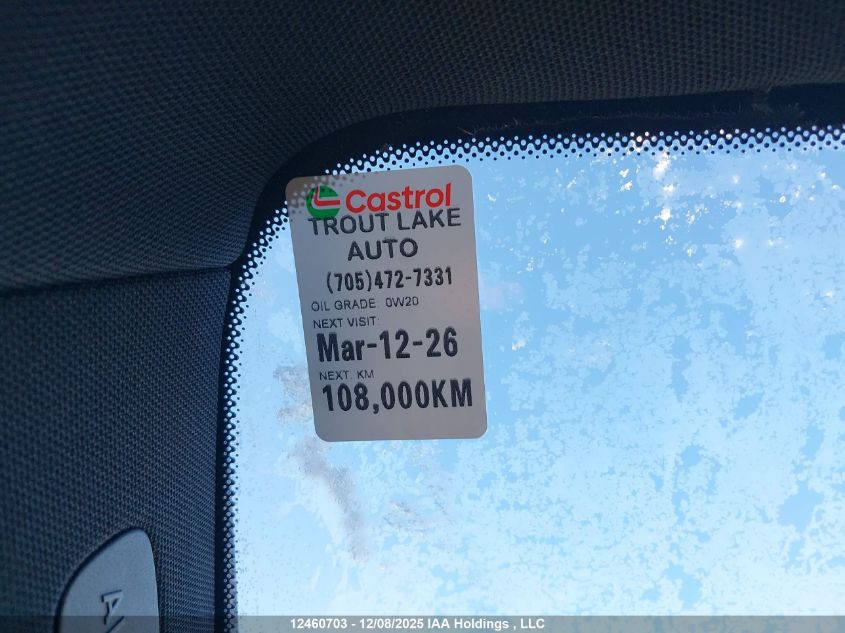 Castrol
TROUT LAKE
AUTO
(705)472-7331
OIL GRADE: 0W20
NEXT VISIT:
Mar-12-26
NEXT KM
108,000KM
12460703 - 12/08/2025 IAA Holdings , LLC